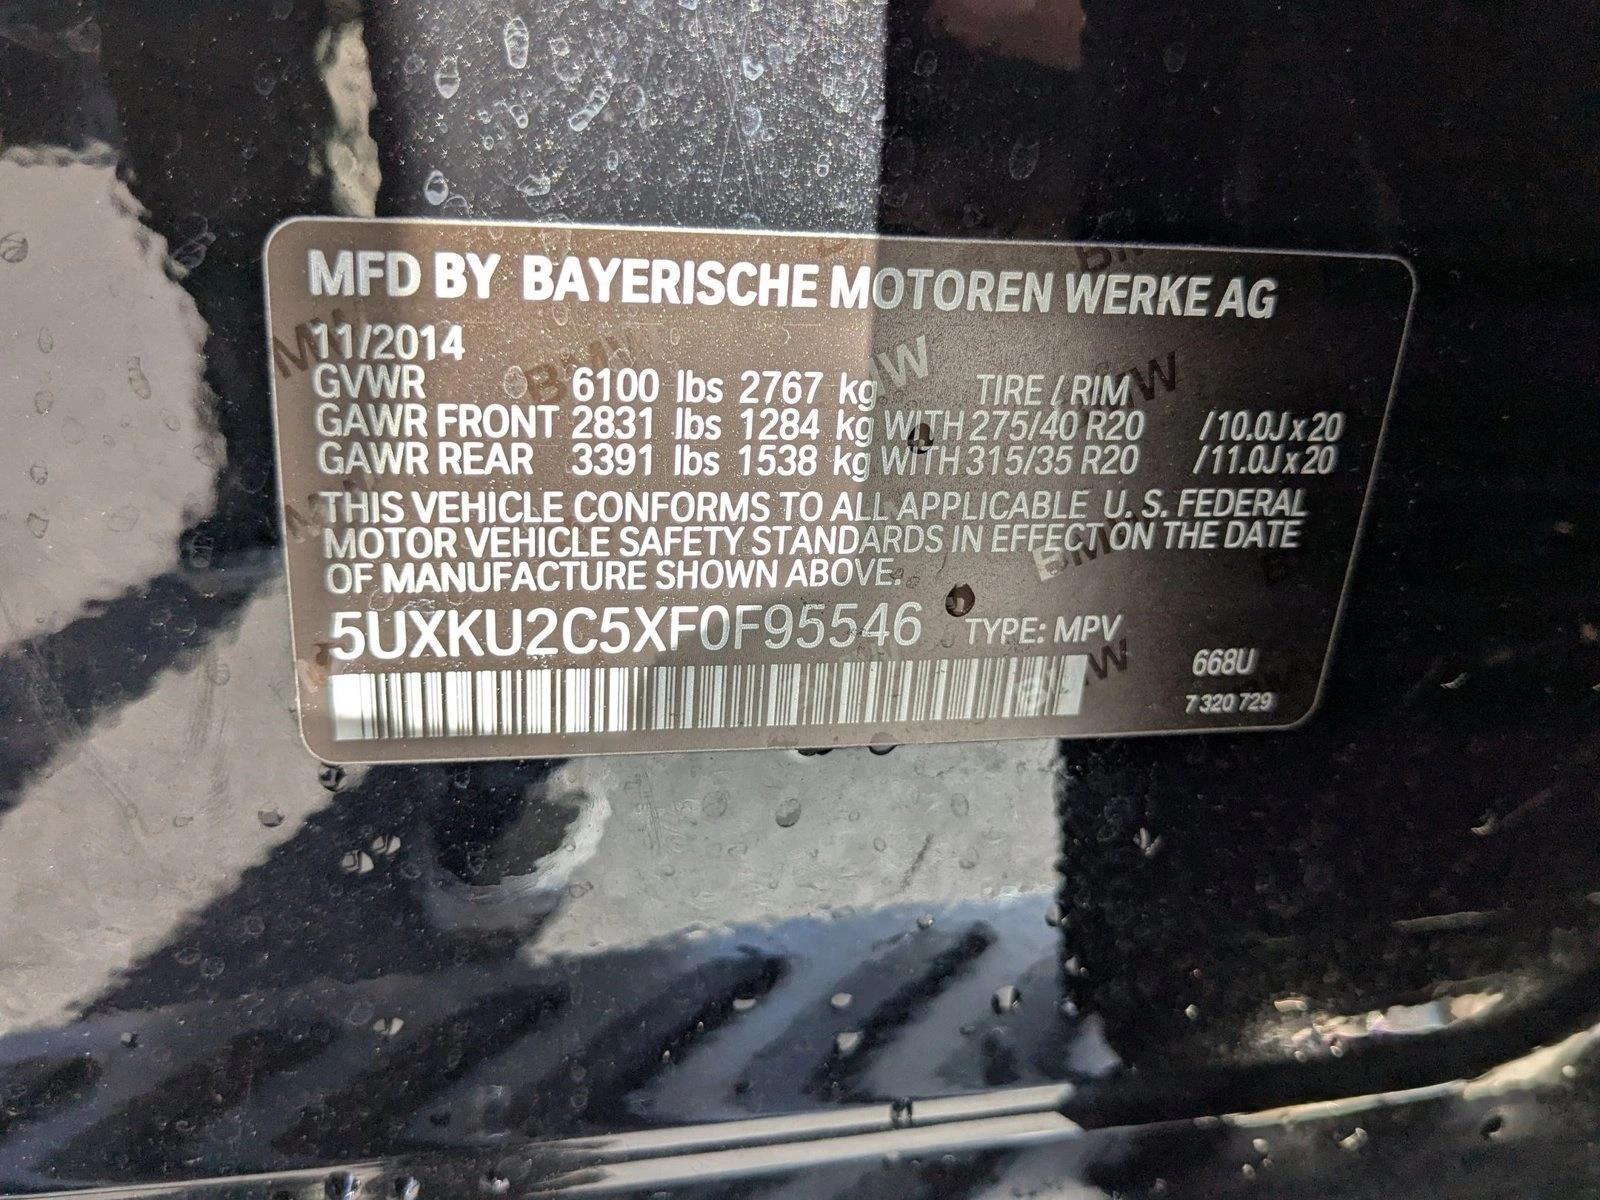 MFD BY BAYERISCHE MOTOREN WERKE AG
11/2014
GVWR 6100 lbs 2767 kg TIRE / RIM
GAWR FRONT 2831 lbs 1284 kg WITH 275/40 R20 / 10.0J x 20
GAWR REAR 3391 lbs 1538 kg WITH 315/35 R20 / 11.0J x 20
THIS VEHICLE CONFORMS TO ALL APPLICABLE U. S. FEDERAL
MOTOR VEHICLE SAFETY STANDARDS IN EFFECT ON THE DATE
OF MANUFACTURE SHOWN ABOVE.
5UXKU2C5XF0F95546 TYPE: MPV
668U
7 320 729